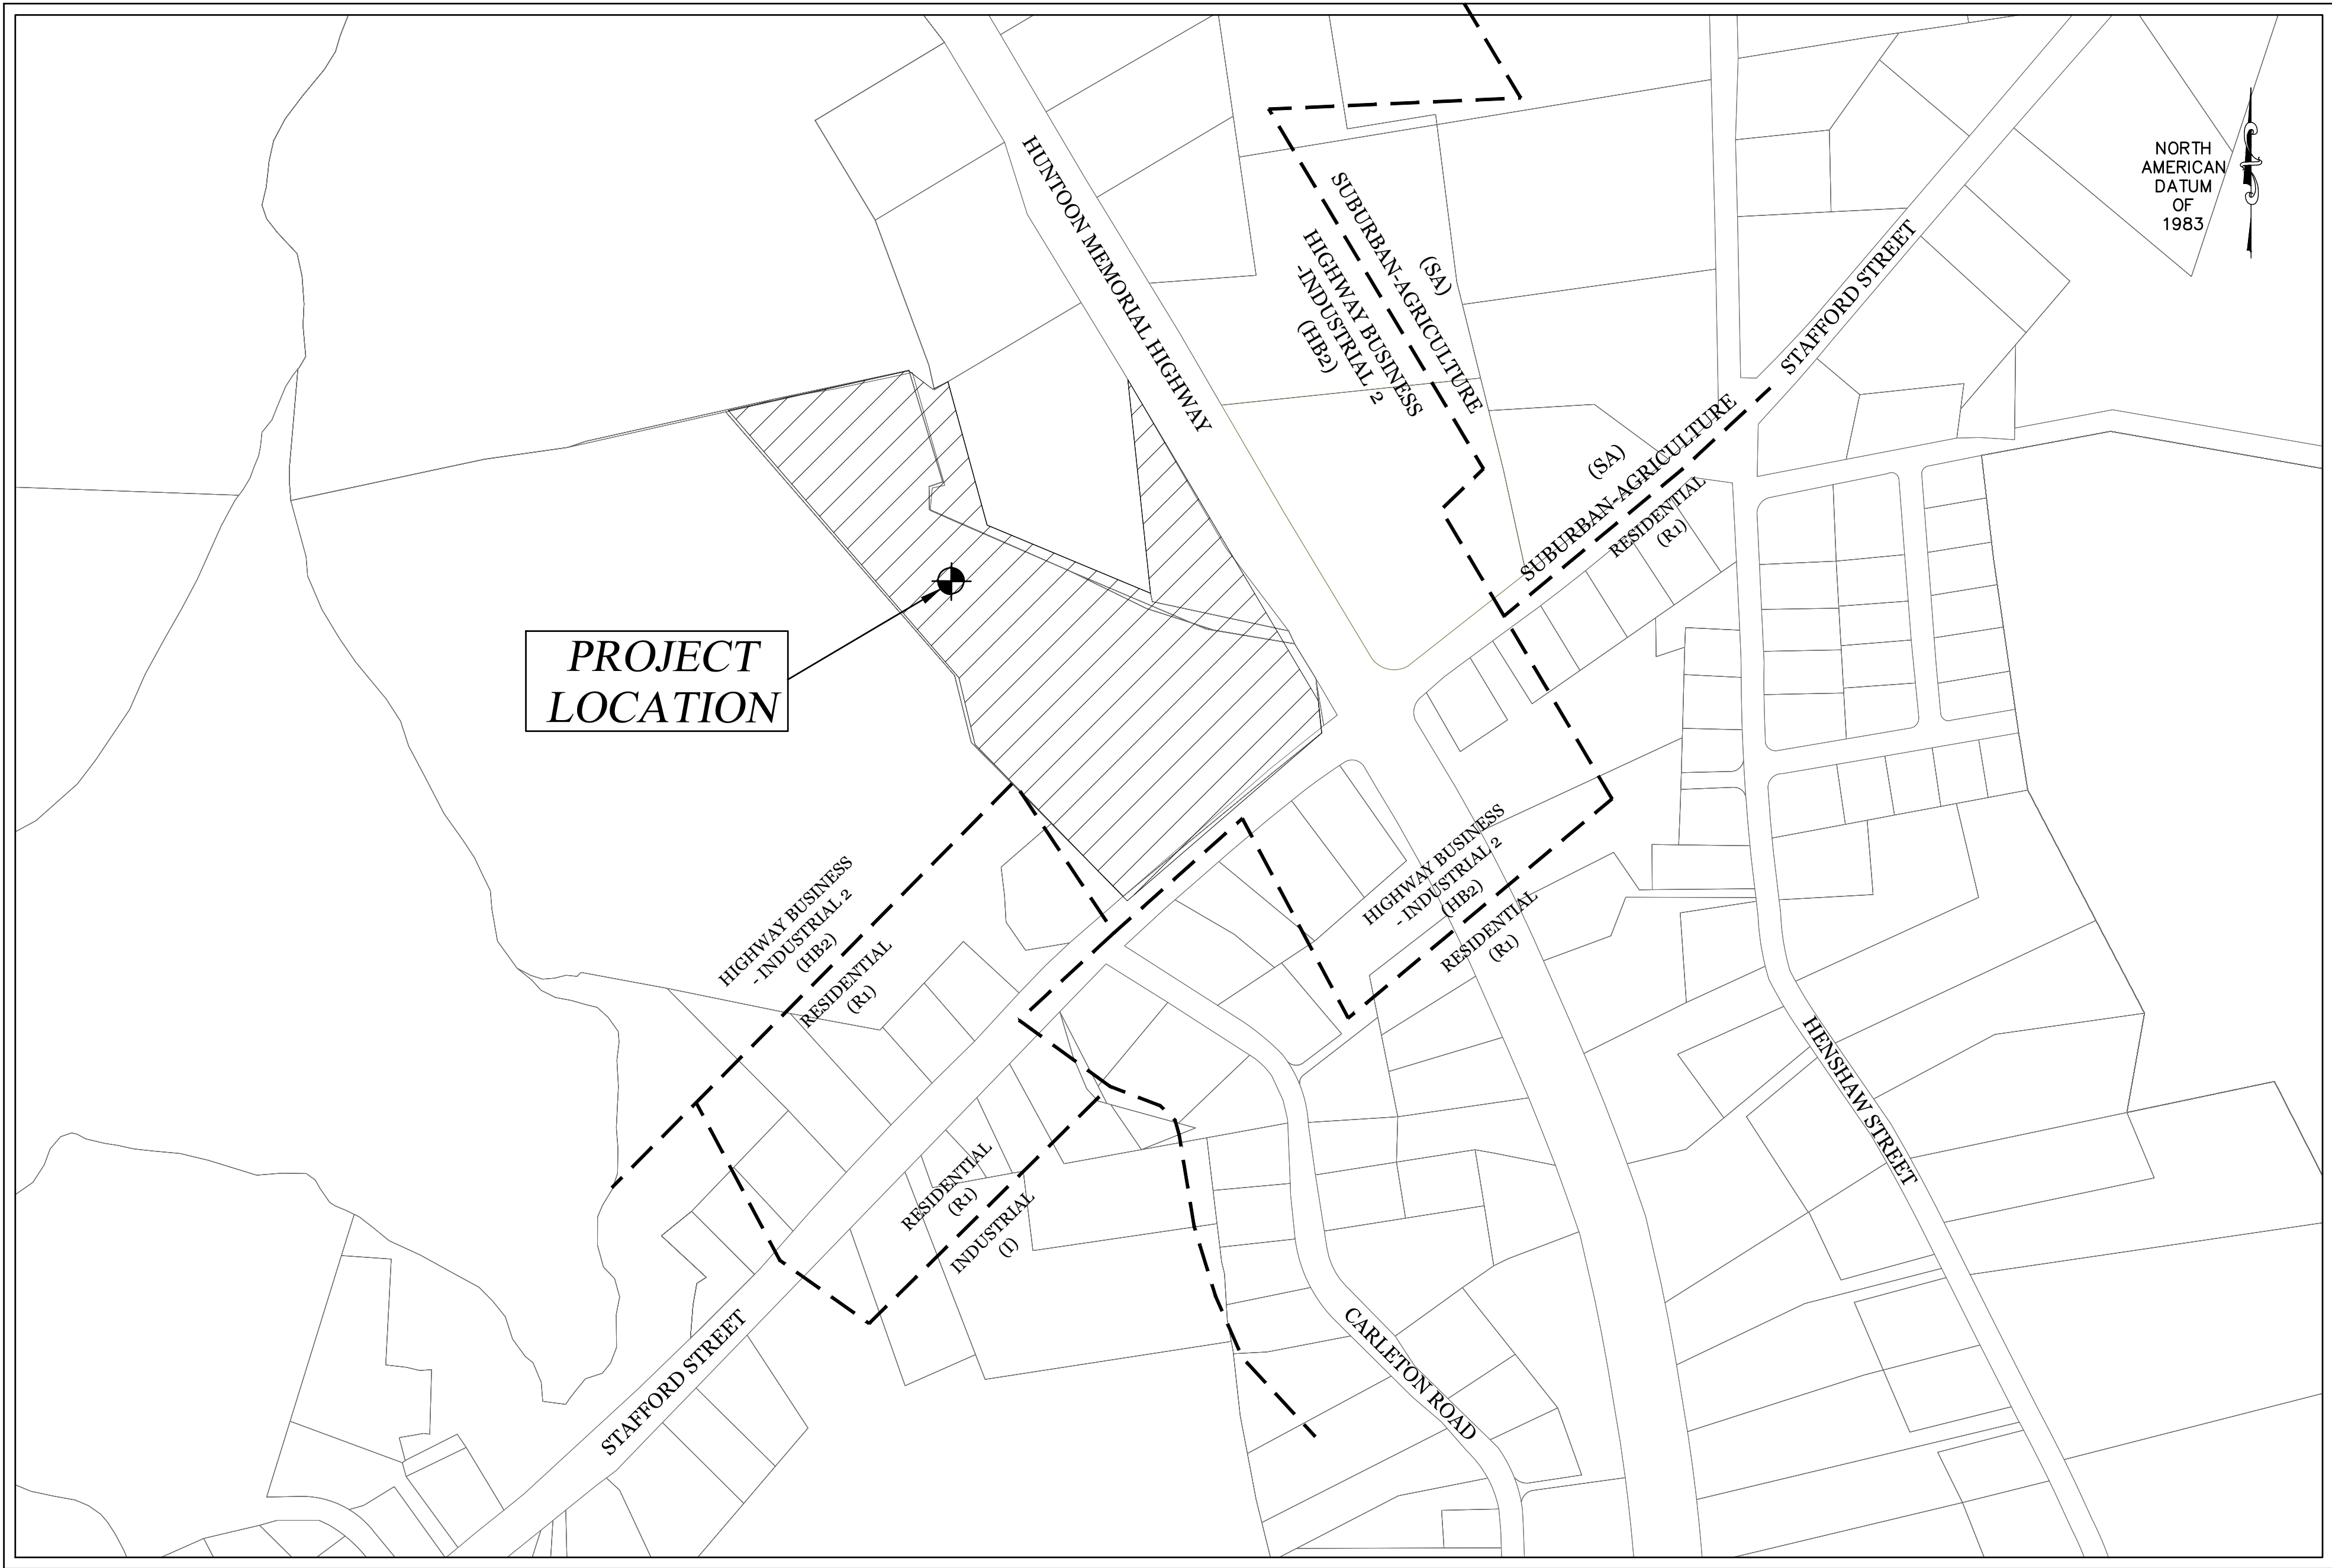 NORTH
AMERICAN
DATUM
OF
1983
HUNTOON MEMORIAL HIGHWAY
(SA)
SUBURBAN-AGRICULTURE
HIGHWAY BUSINESS
-INDUSTRIAL 2
(HB2)
STAFFORD STREET
(SA)
SUBURBAN-AGRICULTURE
RESIDENTIAL
(R1)
PROJECT
LOCATION
HIGHWAY BUSINESS
- INDUSTRIAL 2
(HB2)
RESIDENTIAL
(R1)
HIGHWAY BUSINESS
- INDUSTRIAL 2
(HB2)
RESIDENTIAL
(R1)
HENSHAW STREET
RESIDENTIAL
(R1)
INDUSTRIAL
(I)
STAFFORD STREET
CARLETON ROAD